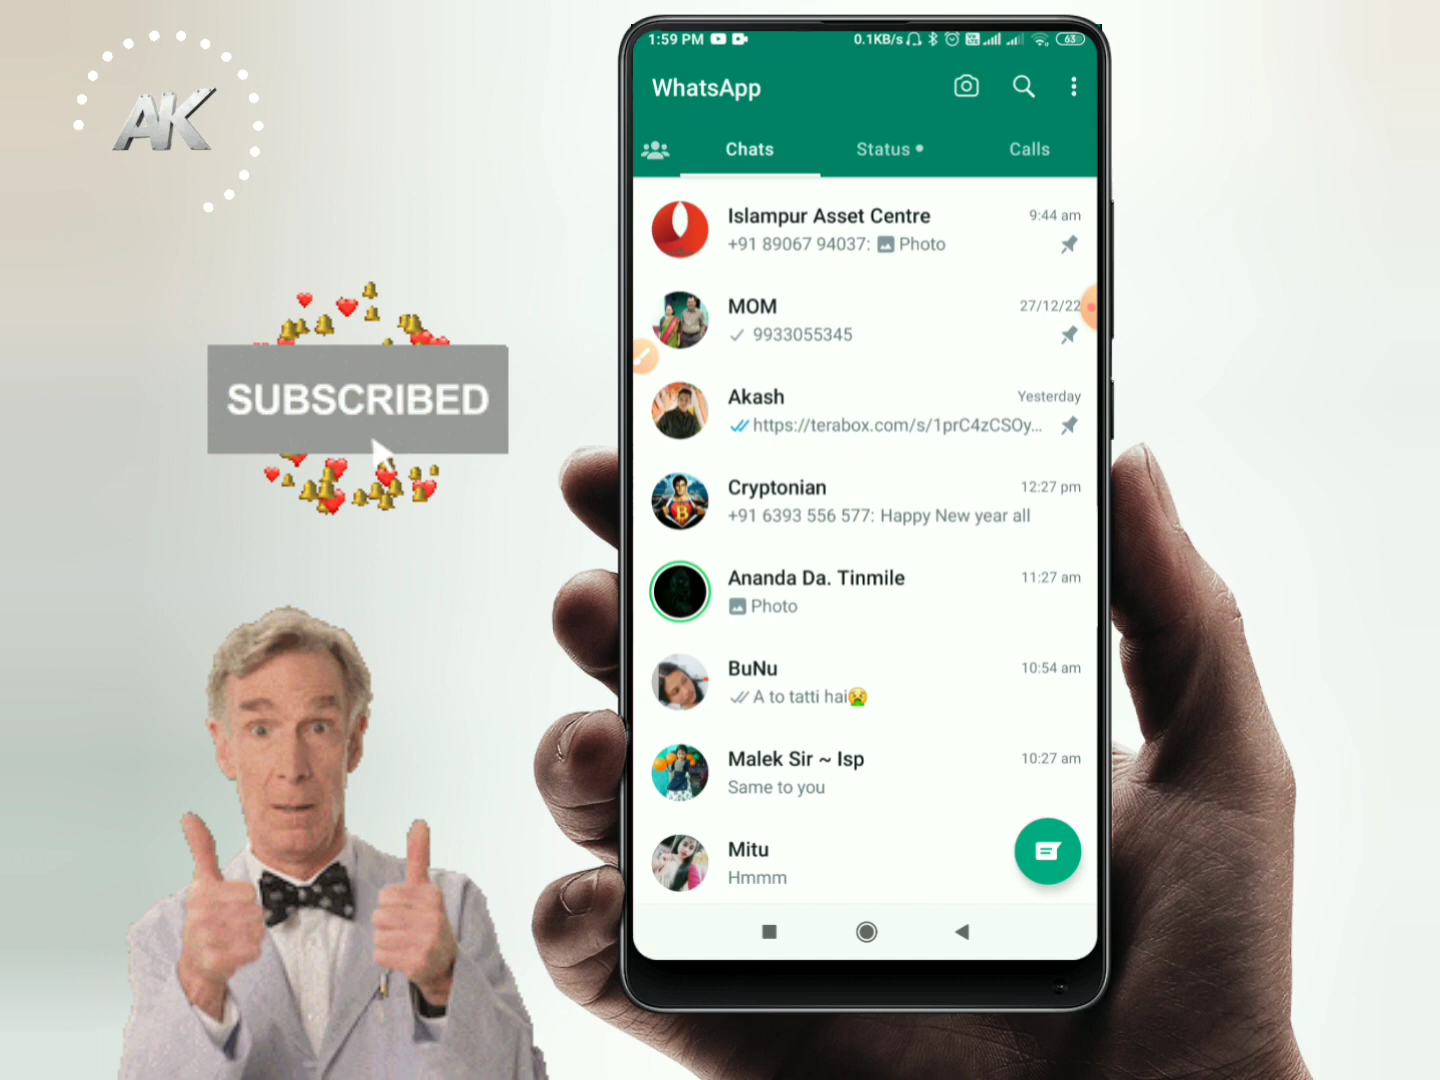 AK
SUBSCRIBED
1:59 PM 0.1KB/s 63
WhatsApp
Chats Status Calls
Islampur Asset Centre 9:44 am
+91 89067 94037: Photo
MOM 27/12/22
9933055345
Akash Yesterday
https://terabox.com/s/1prC4zCSOy...
Cryptonian 12:27 pm
+91 6393 556 577: Happy New year all
Ananda Da. Tinmile 11:27 am
Photo
BuNu 10:54 am
A to tatti hai🤮
Malek Sir ~ Isp 10:27 am
Same to you
Mitu
Hmmm